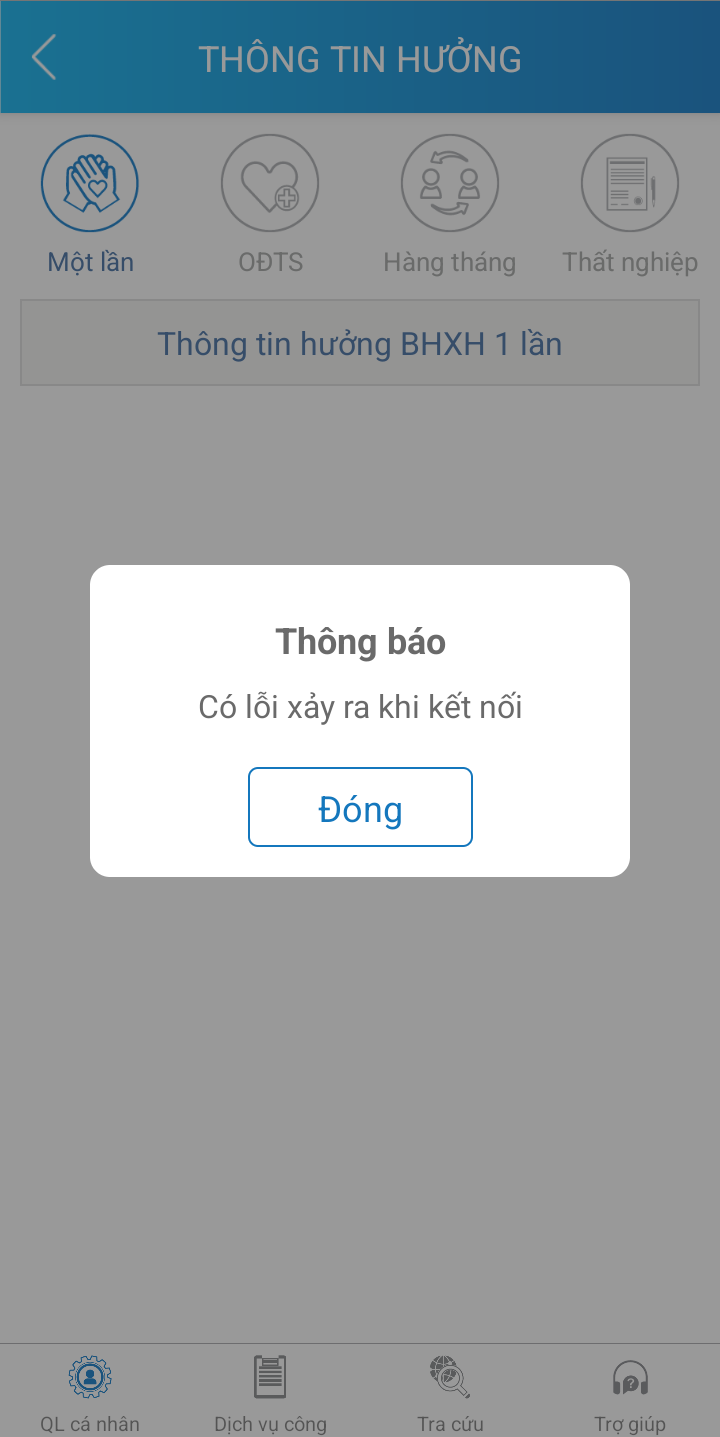 THÔNG TIN HƯỞNG
Một lần
OĐTS
Hàng tháng
Thất nghiệp
Thông tin hưởng BHXH 1 lần
Thông báo
Có lỗi xảy ra khi kết nối
Đóng
QL cá nhân
Dịch vụ công
Tra cứu
Trợ giúp